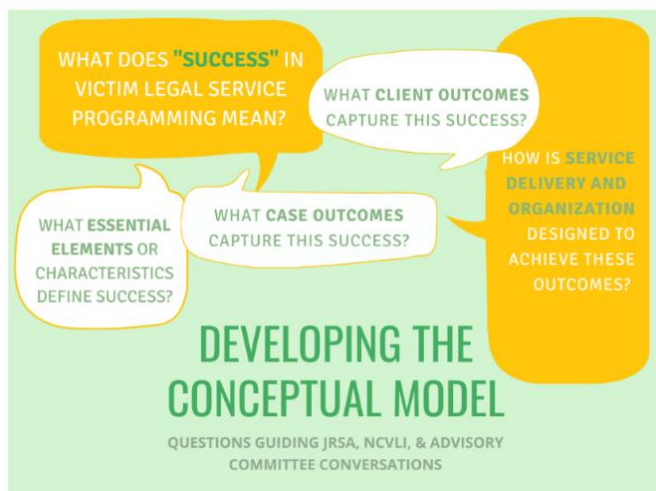 WHAT DOES "SUCCESS" IN
VICTIM LEGAL SERVICE
PROGRAMMING MEAN?
WHAT CLIENT OUTCOMES
CAPTURE THIS SUCCESS?
HOW IS SERVICE
DELIVERY AND
ORGANIZATION
DESIGNED TO
ACHIEVE THESE
OUTCOMES?
WHAT ESSENTIAL
ELEMENTS OR
CHARACTERISTICS
DEFINE SUCCESS?
WHAT CASE OUTCOMES
CAPTURE THIS SUCCESS?
DEVELOPING THE
CONCEPTUAL MODEL
QUESTIONS GUIDING JRSA, NCVLI, & ADVISORY
COMMITTEE CONVERSATIONS